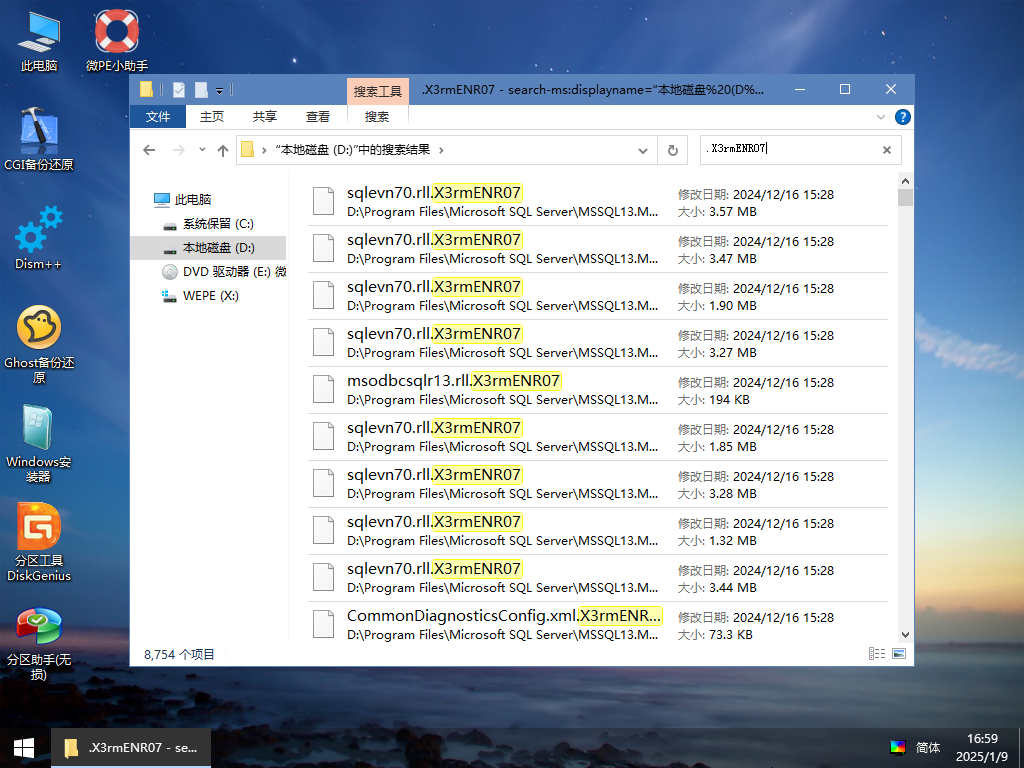 此电脑
微PE小助手
CGI备份还原
Dism++
Ghost备份还
原
Windows安
装器
分区工具
DiskGenius
分区助手(无
损)
搜索工具
.X3rmENR07 - search-ms:displayname="本地磁盘%20(D%...
文件
主页
共享
查看
搜索
"本地磁盘 (D:)"中的搜索结果
.X3rmENR07
此电脑
系统保留 (C:)
本地磁盘 (D:)
DVD 驱动器 (E:) 微
WEPE (X:)
sqlevn70.rll.X3rmENR07
修改日期: 2024/12/16 15:28
D:\Program Files\Microsoft SQL Server\MSSQL13.M...
大小: 3.57 MB
sqlevn70.rll.X3rmENR07
修改日期: 2024/12/16 15:28
D:\Program Files\Microsoft SQL Server\MSSQL13.M...
大小: 3.47 MB
sqlevn70.rll.X3rmENR07
修改日期: 2024/12/16 15:28
D:\Program Files\Microsoft SQL Server\MSSQL13.M...
大小: 1.90 MB
sqlevn70.rll.X3rmENR07
修改日期: 2024/12/16 15:28
D:\Program Files\Microsoft SQL Server\MSSQL13.M...
大小: 3.27 MB
msodbcsqlr13.rll.X3rmENR07
修改日期: 2024/12/16 15:28
D:\Program Files\Microsoft SQL Server\MSSQL13.M...
大小: 194 KB
sqlevn70.rll.X3rmENR07
修改日期: 2024/12/16 15:28
D:\Program Files\Microsoft SQL Server\MSSQL13.M...
大小: 1.85 MB
sqlevn70.rll.X3rmENR07
修改日期: 2024/12/16 15:28
D:\Program Files\Microsoft SQL Server\MSSQL13.M...
大小: 3.28 MB
sqlevn70.rll.X3rmENR07
修改日期: 2024/12/16 15:28
D:\Program Files\Microsoft SQL Server\MSSQL13.M...
大小: 1.32 MB
sqlevn70.rll.X3rmENR07
修改日期: 2024/12/16 15:28
D:\Program Files\Microsoft SQL Server\MSSQL13.M...
大小: 3.44 MB
CommonDiagnosticsConfig.xml.X3rmENR...
修改日期: 2024/12/16 15:28
D:\Program Files\Microsoft SQL Server\MSSQL13.M...
大小: 73.3 KB
8,754 个项目
.X3rmENR07 - se...
简体
16:59
2025/1/9